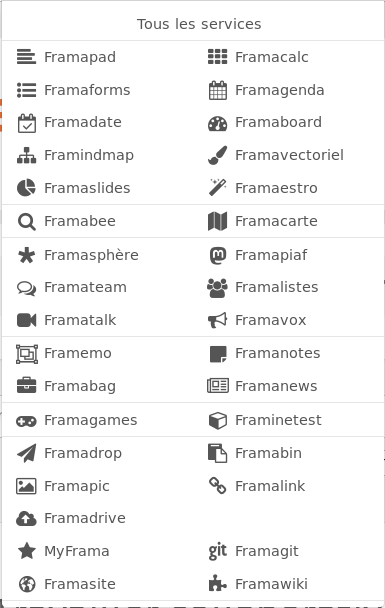 Tous les services
Framapad Framacalc
Framaforms Framagenda
Framadate Framaboard
Framindmap Framavectoriel
Framaslides Framaestro
Framabee Framacarte
Framasphère Framapiaf
Framateam Framalistes
Framatalk Framavox
Framemo Framanotes
Framabag Framanews
Framagames Framinetest
Framadrop Framabin
Framapic Framalink
Framadrive
MyFrama git Framagit
Framasite Framawiki